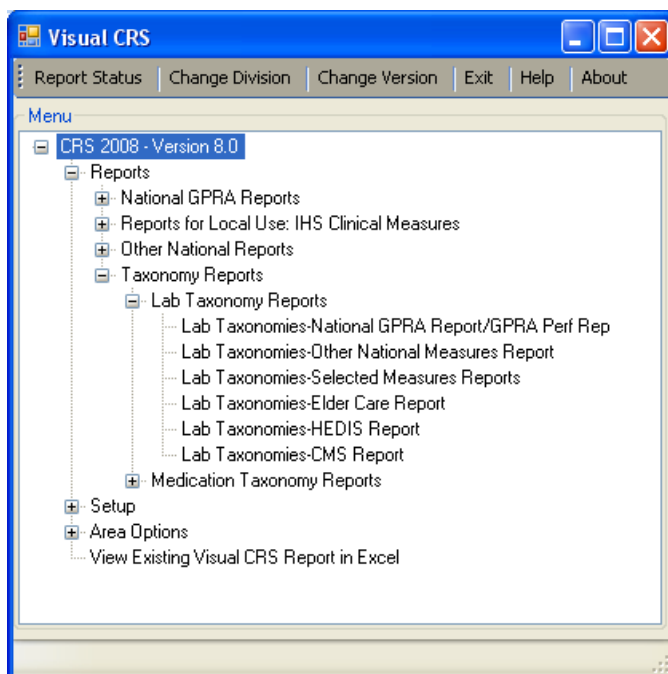 Visual CRS
Report Status Change Division Change Version Exit Help About
Menu
CRS 2008 - Version 8.0
Reports
National GPRA Reports
Reports for Local Use: IHS Clinical Measures
Other National Reports
Taxonomy Reports
Lab Taxonomy Reports
Lab Taxonomies-National GPRA Report/GPRA Perf Rep
Lab Taxonomies-Other National Measures Report
Lab Taxonomies-Selected Measures Reports
Lab Taxonomies-Elder Care Report
Lab Taxonomies-HEDIS Report
Lab Taxonomies-CMS Report
Medication Taxonomy Reports
Setup
Area Options
View Existing Visual CRS Report in Excel